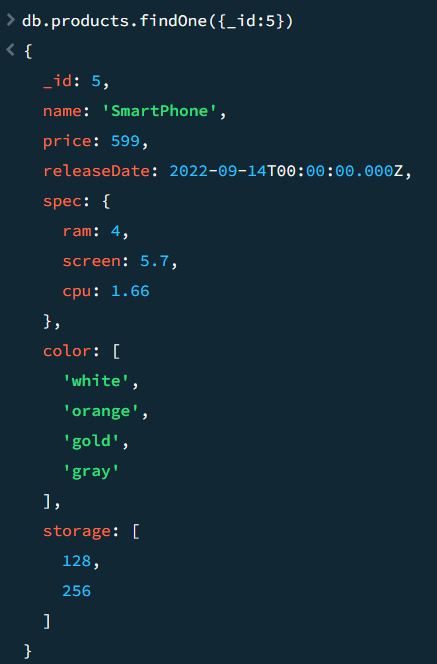 > db.products.findOne({_id:5})
< {
_id: 5,
name: 'SmartPhone',
price: 599,
releaseDate: 2022-09-14T00:00:00.000Z,
spec: {
ram: 4,
screen: 5.7,
cpu: 1.66
},
color: [
'white',
'orange',
'gold',
'gray'
],
storage: [
128,
256
]
}